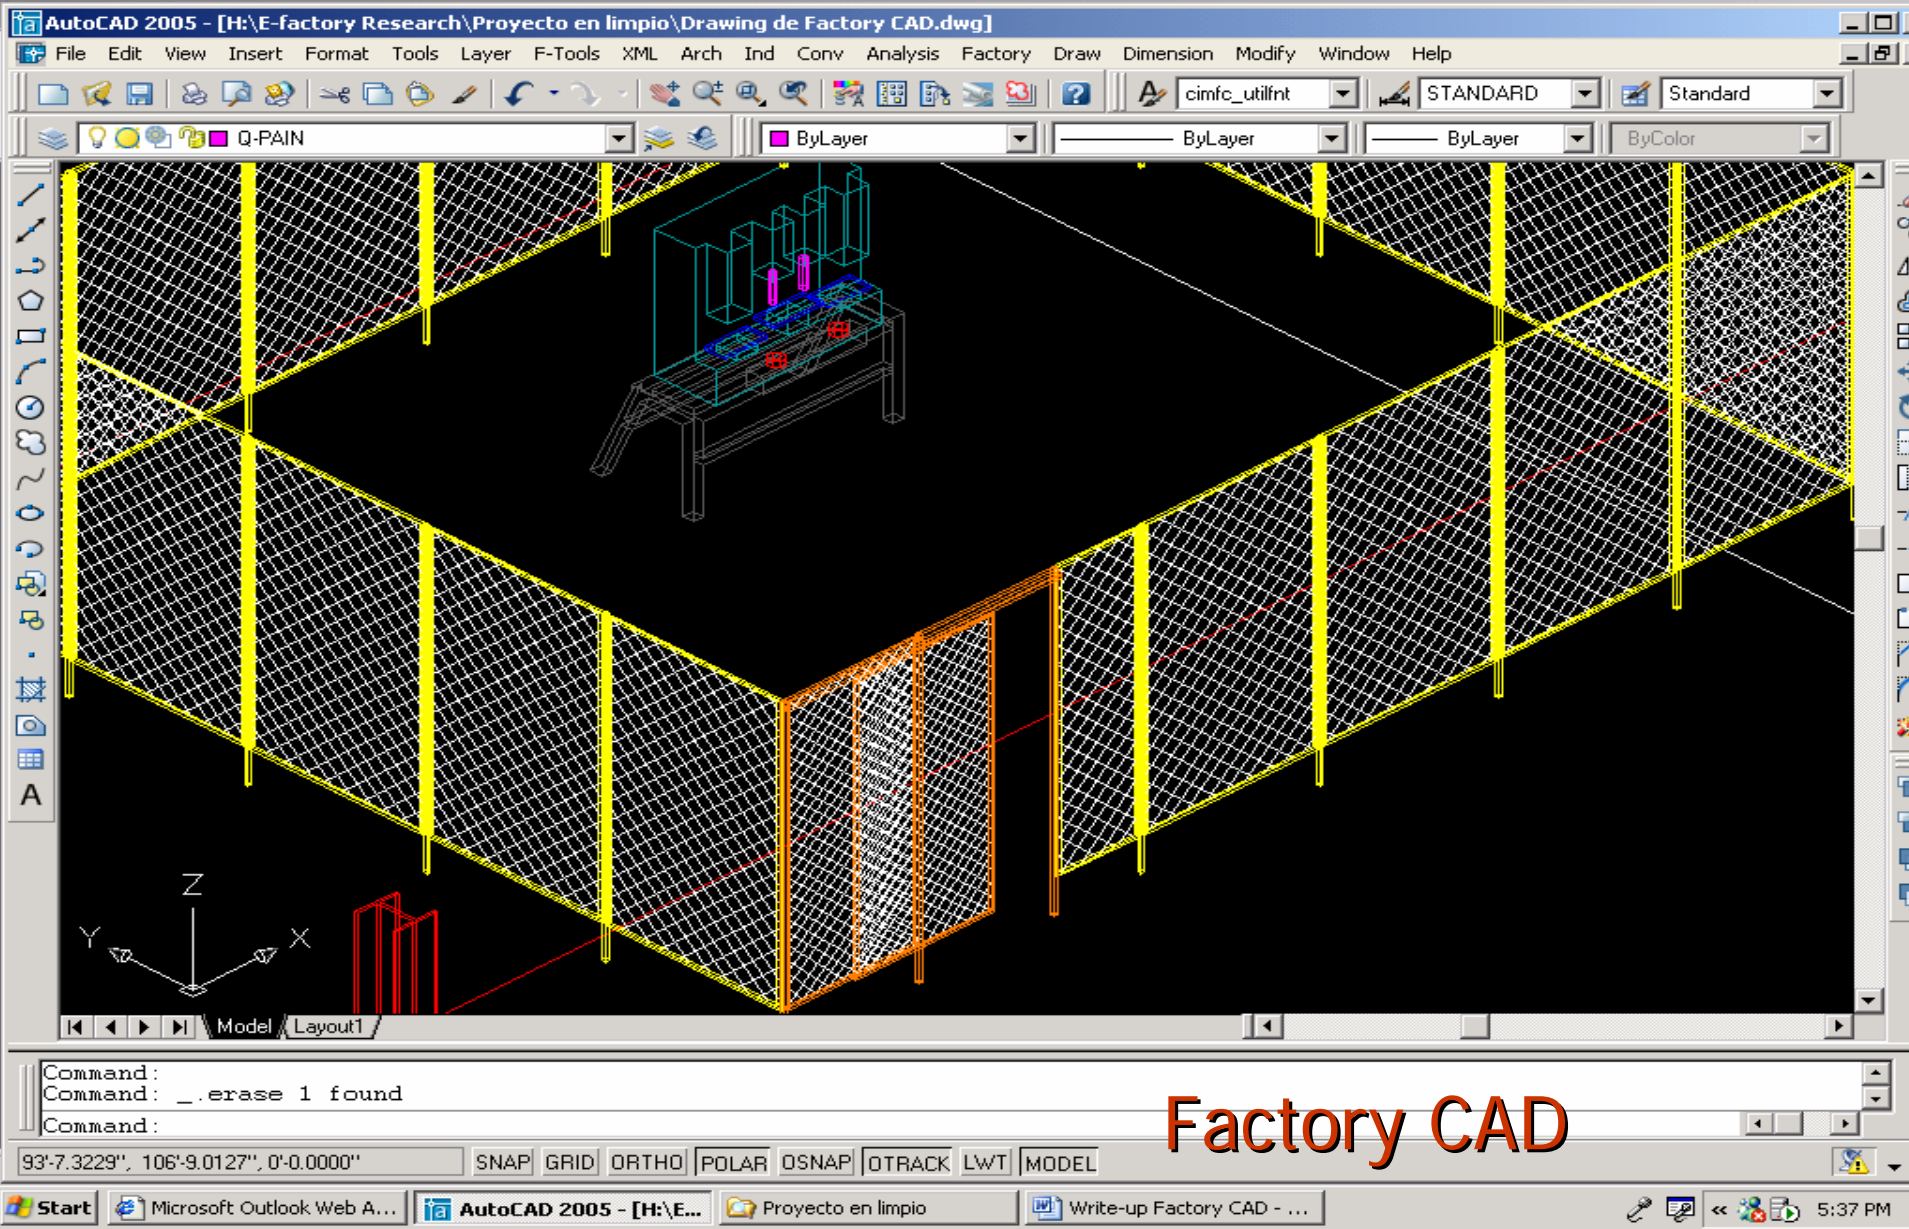 AutoCAD 2005 - [H:\E-factory Research\Proyecto en limpio\Drawing de Factory CAD.dwg]
File Edit View Insert Format Tools Layer F-Tools XML Arch Ind Conv Analysis Factory Draw Dimension Modify Window Help
cimfc_utilfnt STANDARD Standard
Q-PAIN ByLayer ByLayer ByLayer ByColor
A
Z
Y X
Model Layout1
Command:
Command: _.erase 1 found
Command:
Factory CAD
93'-7.3229", 106'-9.0127", 0'-0.0000" SNAP GRID ORTHO POLAR OSNAP OTRACK LWT MODEL
Start Microsoft Outlook Web A... AutoCAD 2005 - [H:\E... Proyecto en limpio Write-up Factory CAD - ... « 5:37 PM